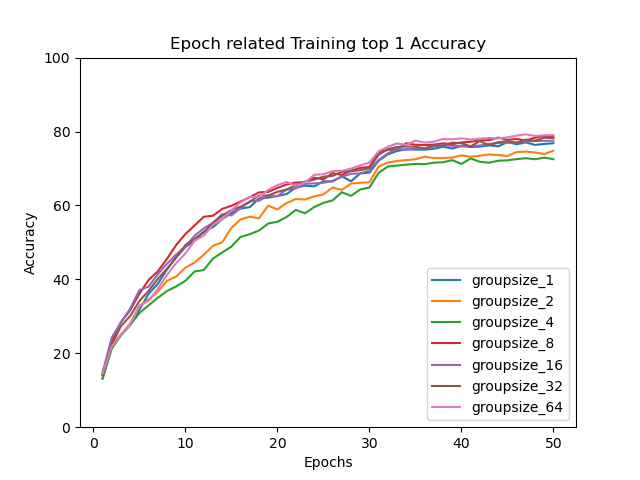 Epoch related Training top 1 Accuracy
100
80
60
40
20
0
Accuracy
0 10 20 30 40 50
Epochs
groupsize_1
groupsize_2
groupsize_4
groupsize_8
groupsize_16
groupsize_32
groupsize_64